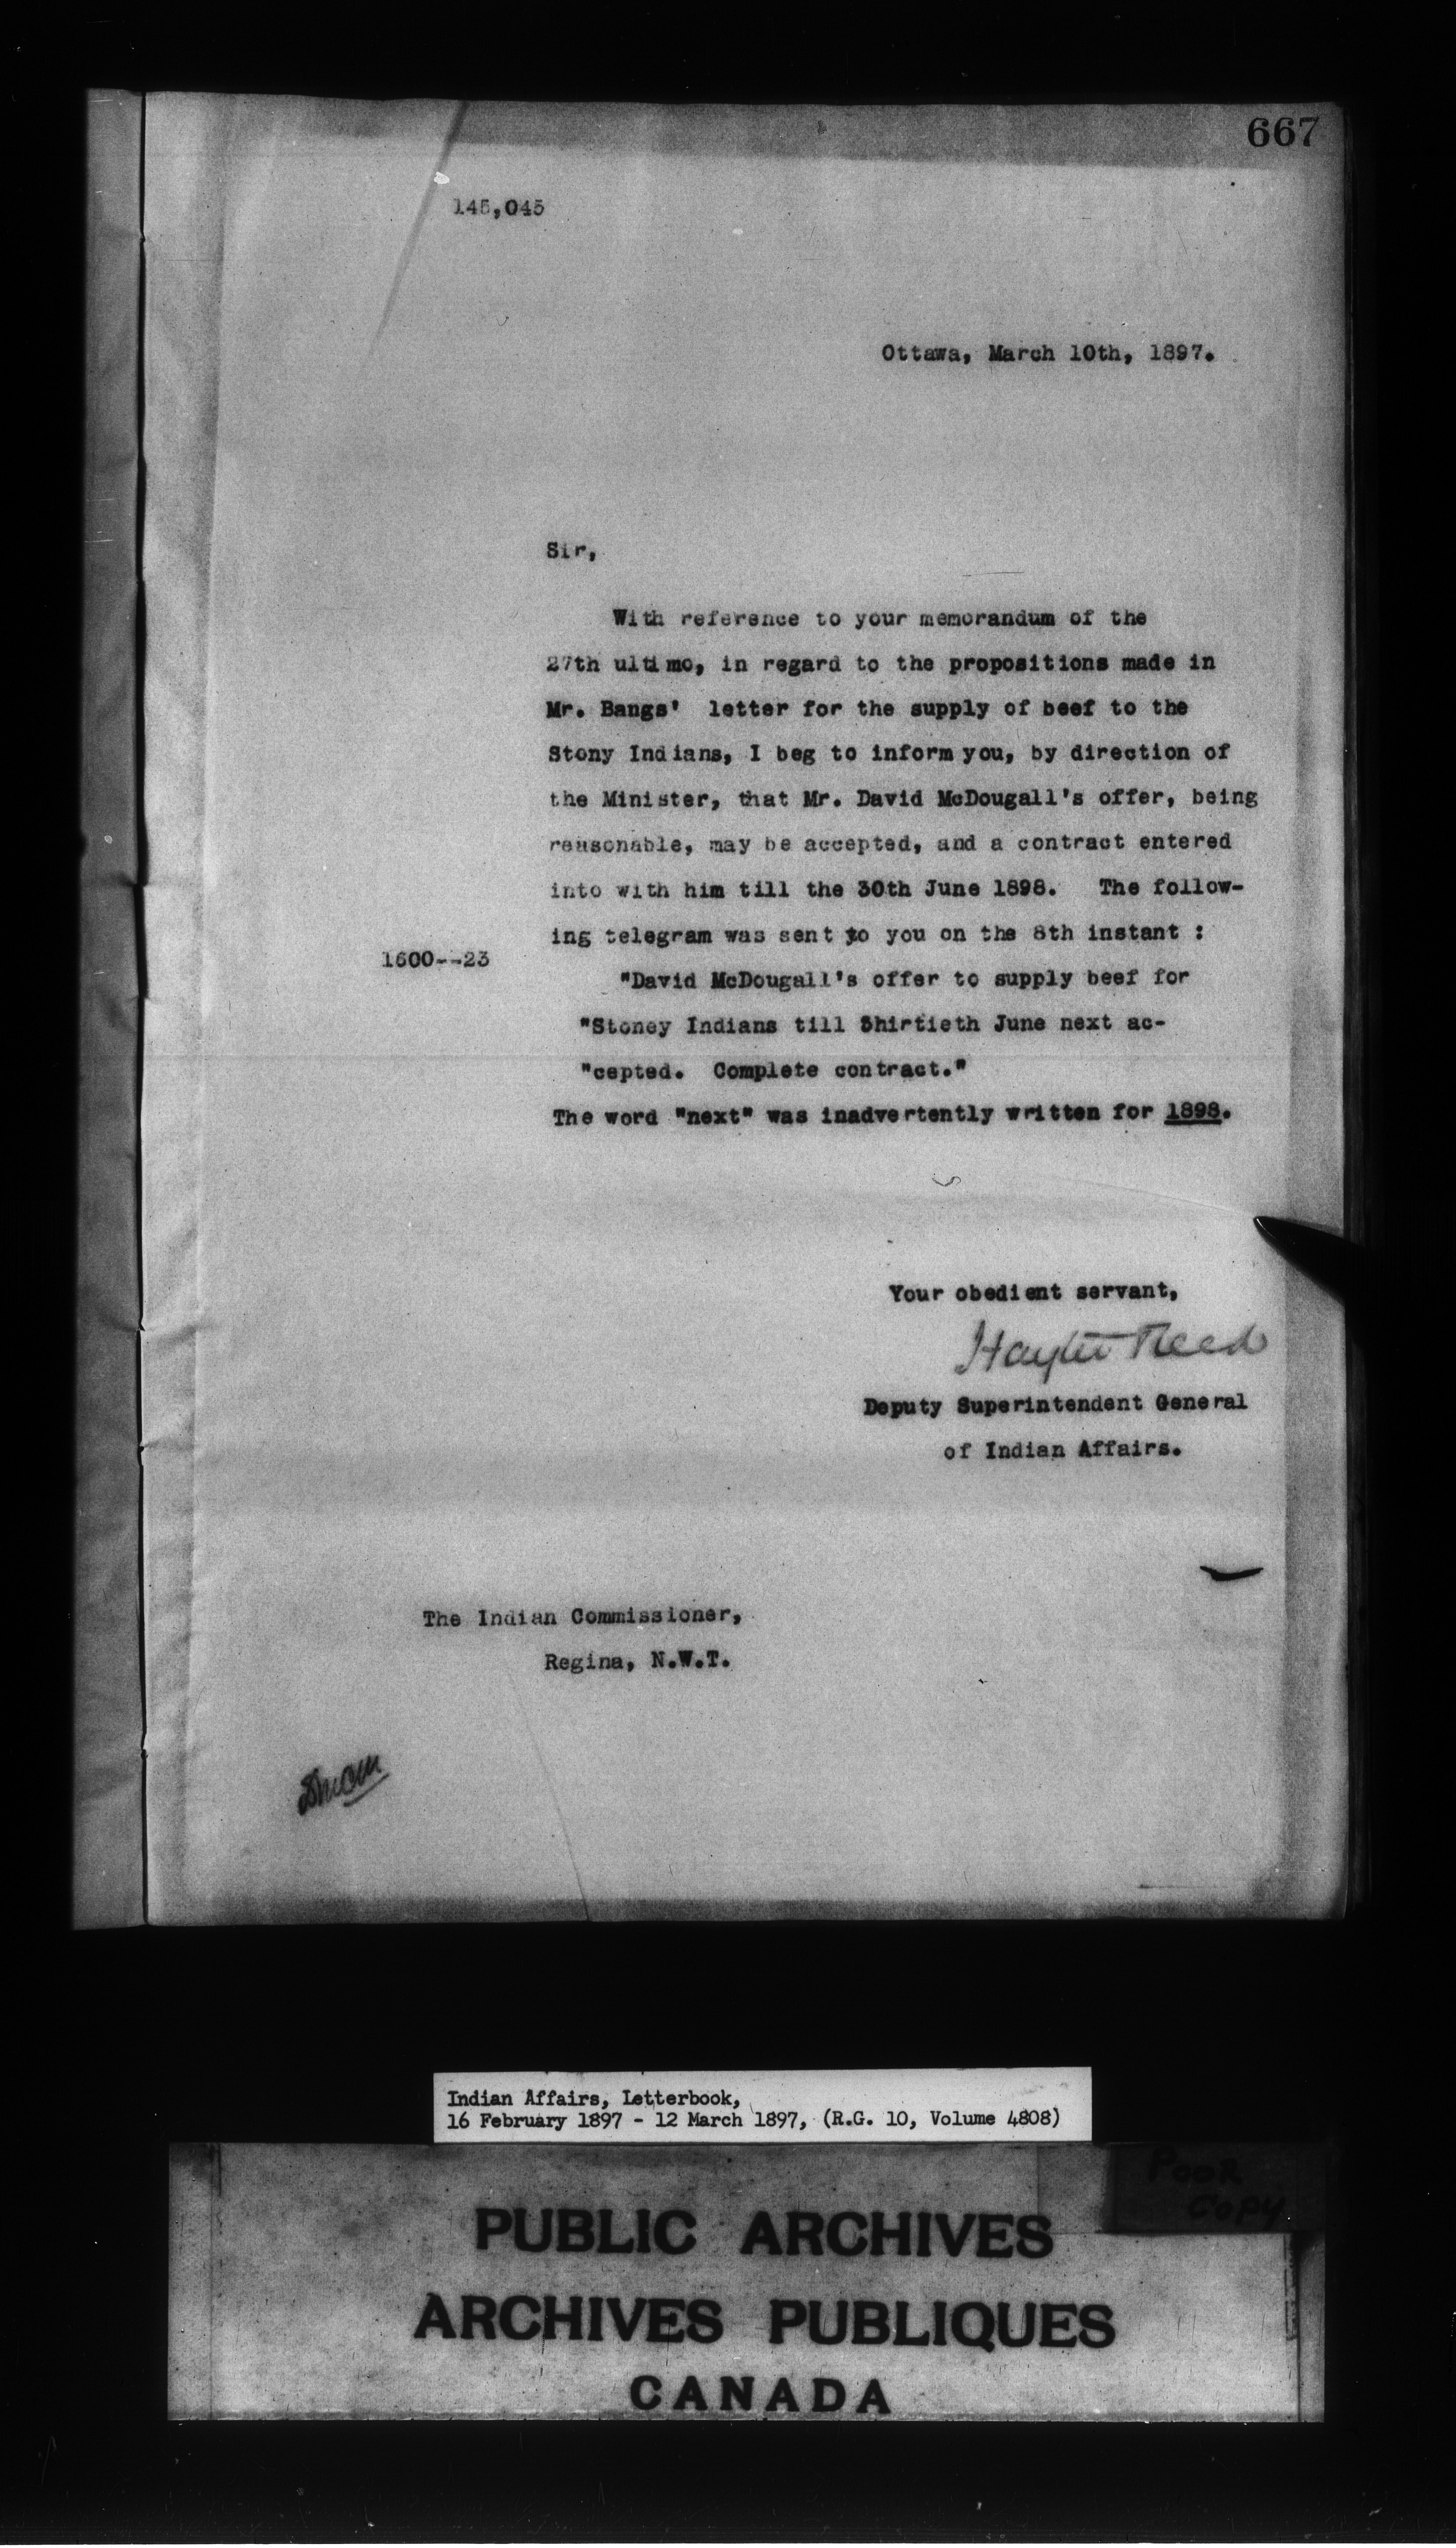 667
145,045
Ottawa, March 10th, 1897.
Sir,
With reference to your memorandum of the
27th ultimo, in regard to the propositions made in
Mr. Bangs' letter for the supply of beef to the
Stony Indians, I beg to inform you, by direction of
the Minister, that Mr. David McDougall's offer, being
reasonable, may be accepted, and a contract entered
into with him till the 30th June 1898. The follow-
ing telegram was sent to you on the 8th instant :
1600--23
"David McDougall's offer to supply beef for
"Stoney Indians till Thirtieth June next ac-
"cepted. Complete contract."
The word "next" was inadvertently written for 1898.
Your obedient servant,
Hayter Reed
Deputy Superintendent General
of Indian Affairs.
The Indian Commissioner,
Regina, N.W.T.
Indian Affairs, Letterbook,
16 February 1897 - 12 March 1897, (R.G. 10, Volume 4808)
POOR
COPY
PUBLIC ARCHIVES
ARCHIVES PUBLIQUES
CANADA